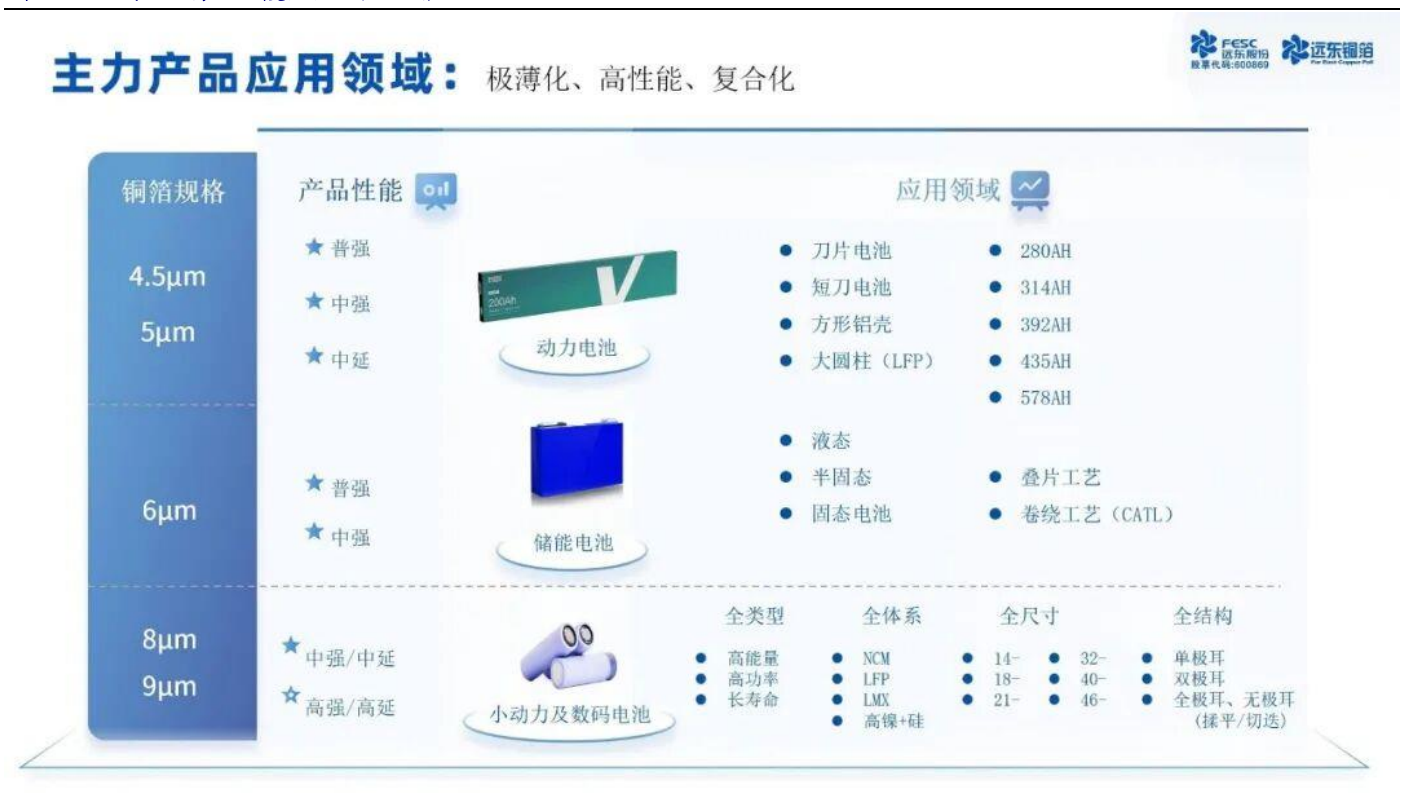 主力产品应用领域：极薄化、高性能、复合化
FESC
远东股份
股票代码:600869
远东铜箔
Far East Copper Foil
铜箔规格
产品性能
应用领域
4.5μm
5μm
普强
中强
中延
280Ah
动力电池
刀片电池
短刀电池
方形铝壳
大圆柱（LFP）
280AH
314AH
392AH
435AH
578AH
6μm
普强
中强
储能电池
液态
半固态
固态电池
叠片工艺
卷绕工艺（CATL）
8μm
9μm
中强/中延
高强/高延
小动力及数码电池
全类型
高能量
高功率
长寿命
全体系
NCM
LFP
LMX
高镍+硅
全尺寸
14-
18-
21-
32-
40-
46-
全结构
单极耳
双极耳
全极耳、无极耳
（揉平/切迭）